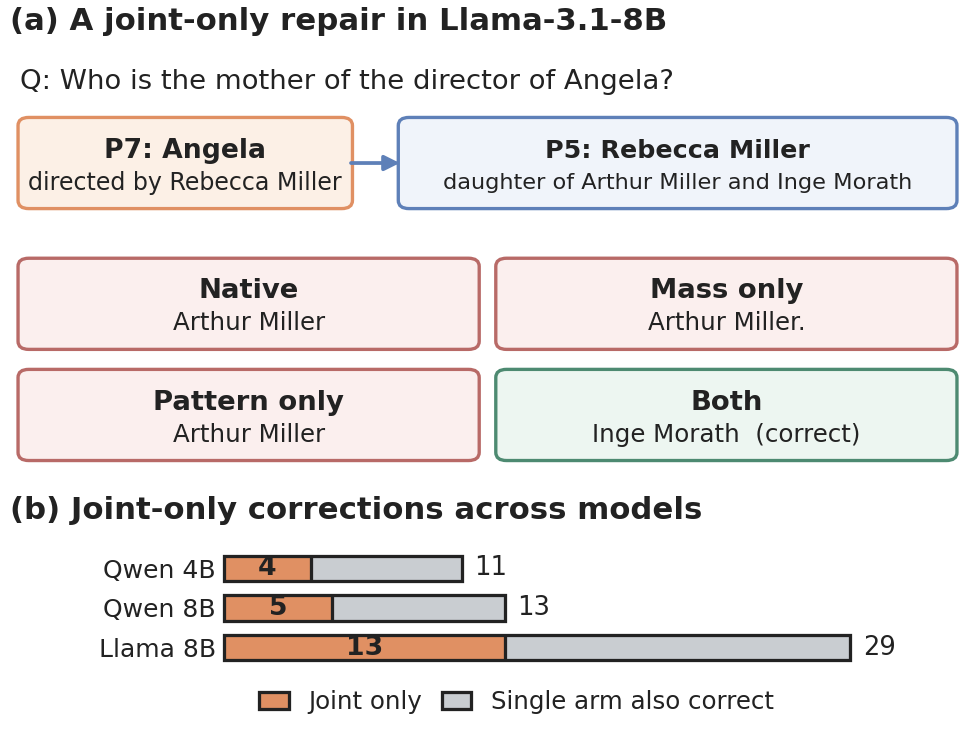 (a) A joint-only repair in Llama-3.1-8B
Q: Who is the mother of the director of Angela?
P7: Angela
directed by Rebecca Miller
P5: Rebecca Miller
daughter of Arthur Miller and Inge Morath
Native
Arthur Miller
Mass only
Arthur Miller.
Pattern only
Arthur Miller
Both
Inge Morath  (correct)
(b) Joint-only corrections across models
Qwen 4B 4 11
Qwen 8B 5 13
Llama 8B 13 29
Joint only Single arm also correct